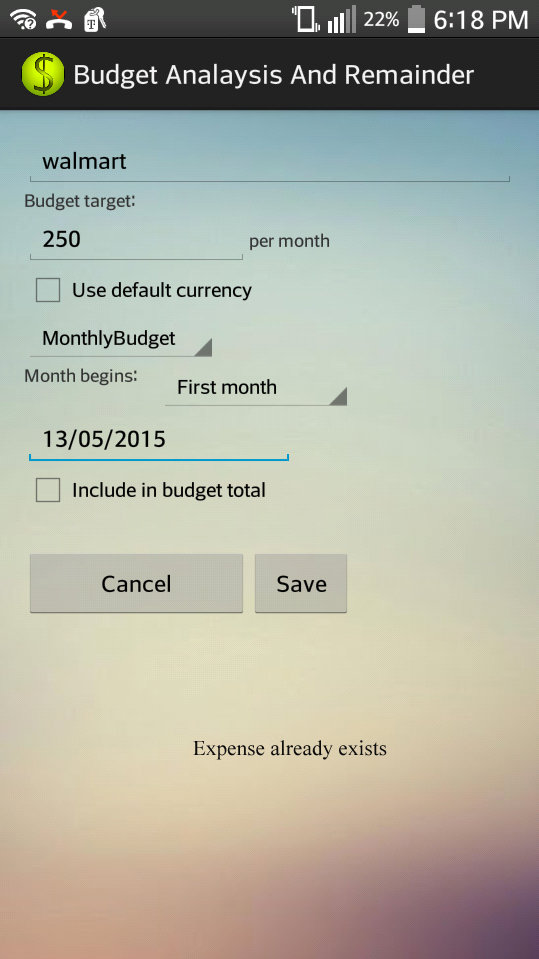 22% 6:18 PM
$ Budget Analaysis And Remainder
walmart
Budget target:
250 per month
Use default currency
MonthlyBudget
Month begins: First month
13/05/2015
Include in budget total
Cancel Save
Expense already exists